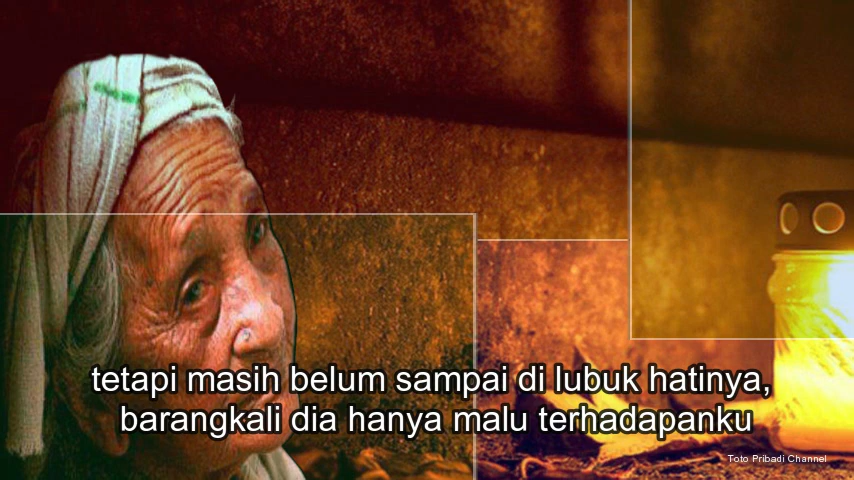 tetapi masih belum sampai di lubuk hatinya,
barangkali dia hanya malu terhadapanku
Toto Pribadi Channel